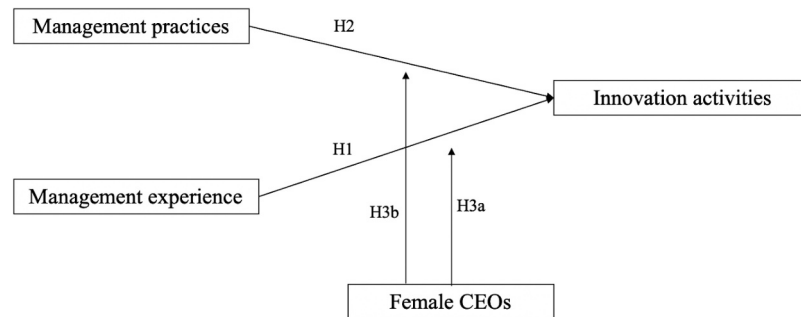 Management practices
H2
Innovation activities
H1
Management experience
H3b
H3a
Female CEOs